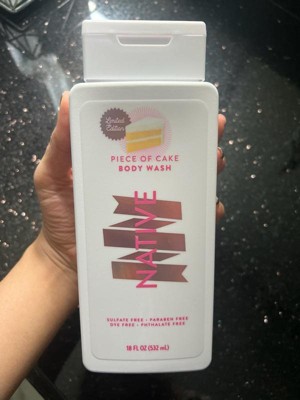 Limited
Edition
PIECE OF CAKE
BODY WASH
NATIVE
SULFATE FREE • PARABEN FREE
DYE FREE • PHTHALATE FREE
18 FL OZ (532 mL)